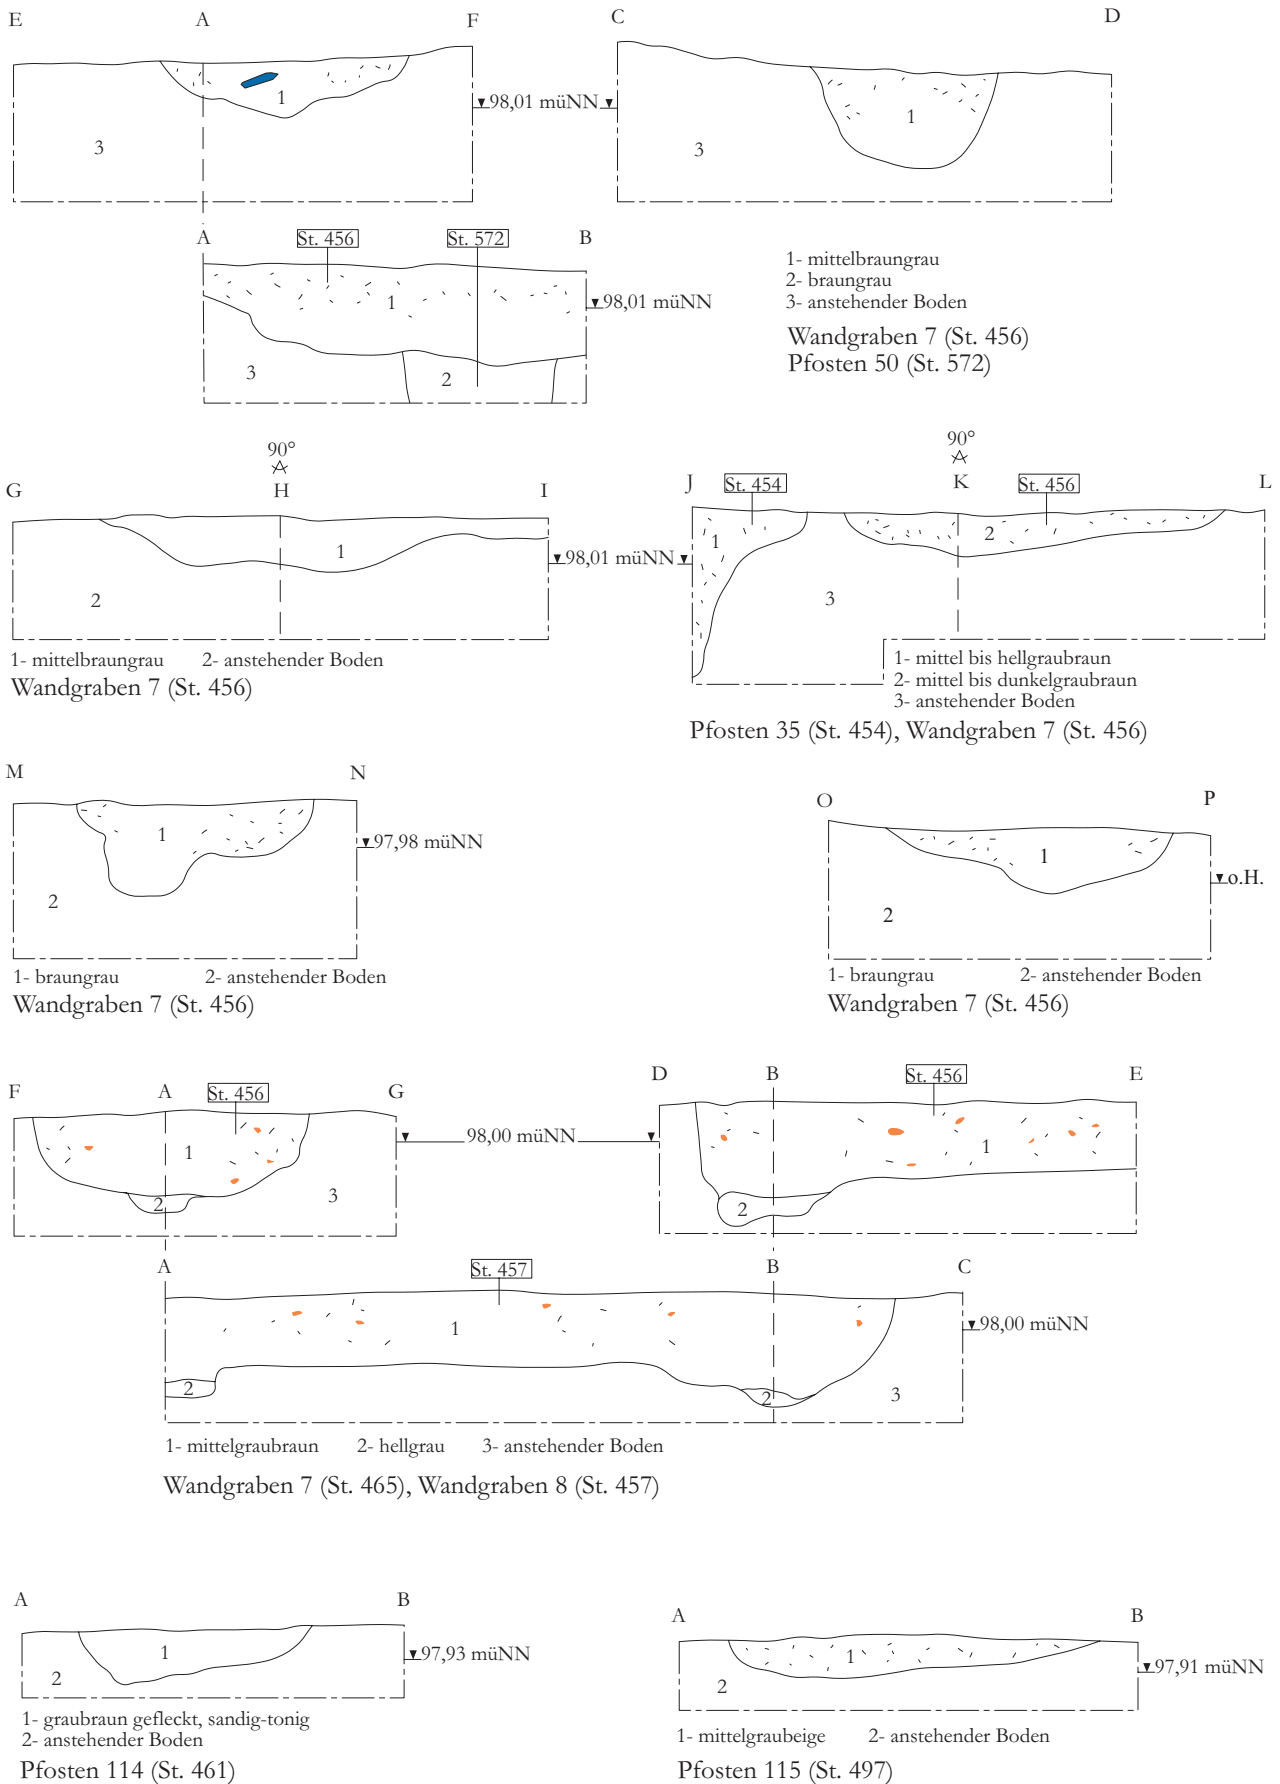 E A F C D
1
98,01 müNN
1
3
3
A St. 456 St. 572 B
1
98,01 müNN
3 2
1- mittelbraungrau
2- braungrau
3- anstehender Boden
Wandgraben 7 (St. 456)
Pfosten 50 (St. 572)
90°
G H I
1
98,01 müNN
2
1- mittelbraungrau 2- anstehender Boden
Wandgraben 7 (St. 456)
90°
J St. 454 K St. 456 L
1 2
3
1- mittel bis hellgraubraun
2- mittel bis dunkelgraubraun
3- anstehender Boden
Pfosten 35 (St. 454), Wandgraben 7 (St. 456)
M N
1
97,98 müNN
2
1- braungrau 2- anstehender Boden
Wandgraben 7 (St. 456)
O P
1
o.H.
2
1- braungrau 2- anstehender Boden
Wandgraben 7 (St. 456)
F A St. 456 G D B St. 456 E
1
98,00 müNN
1
2 3
2
A St. 457 B C
1
98,00 müNN
2 2 3
1- mittelgraubraun 2- hellgrau 3- anstehender Boden
Wandgraben 7 (St. 465), Wandgraben 8 (St. 457)
A B
1
97,93 müNN
2
1- graubraun gefleckt, sandig-tonig
2- anstehender Boden
Pfosten 114 (St. 461)
A B
1
97,91 müNN
2
1- mittelgraubeige 2- anstehender Boden
Pfosten 115 (St. 497)